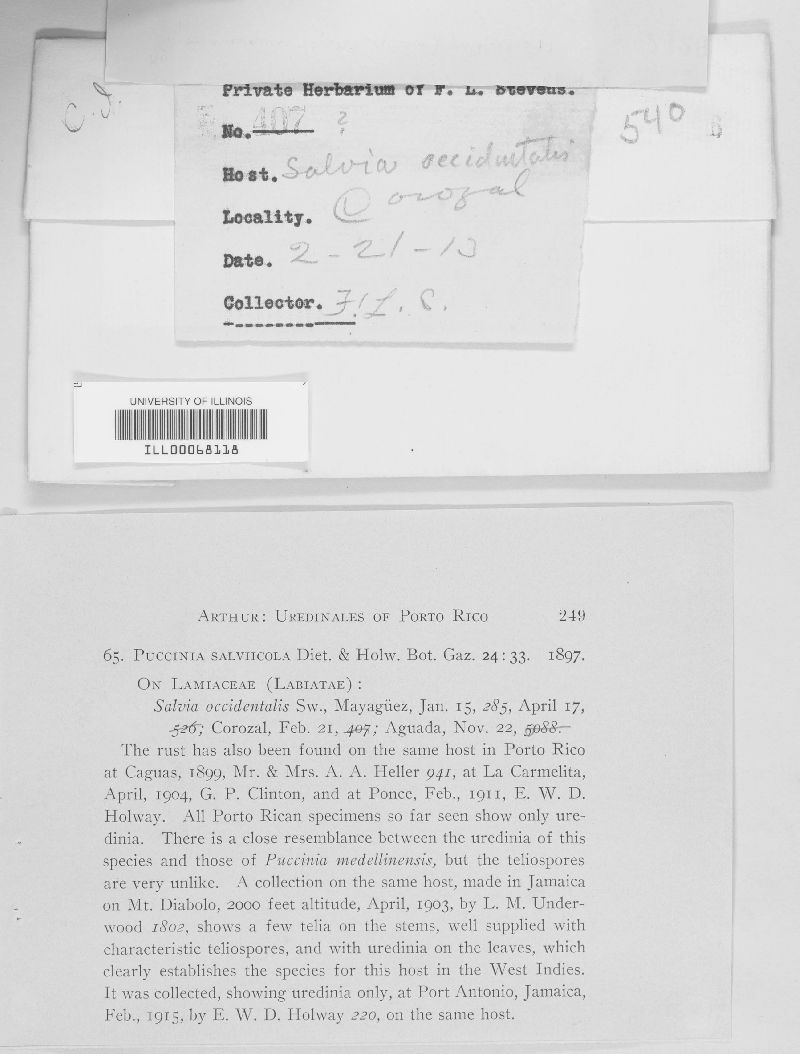 Private Herbarium of F. L. Stevens.
C. J.
No. 407 ?
540
Host. Salvia occidentalis
Locality. Corozal
Date. 2-21-13
Collector. F. L. S.
UNIVERSITY OF ILLINOIS
ILL00068118
ARTHUR: UREDINALES OF PORTO RICO 249
65. PUCCINIA SALVIICOLA Diet. & Holw. Bot. Gaz. 24:33. 1897.
ON LAMIACEAE (LABIATAE):
Salvia occidentalis Sw., Mayagüez, Jan. 15, 285, April 17,
526; Corozal, Feb. 21, 407; Aguada, Nov. 22, 5088.
The rust has also been found on the same host in Porto Rico
at Caguas, 1899, Mr. & Mrs. A. A. Heller 941, at La Carmelita,
April, 1904, G. P. Clinton, and at Ponce, Feb., 1911, E. W. D.
Holway. All Porto Rican specimens so far seen show only ure-
dinia. There is a close resemblance between the uredinia of this
species and those of Puccinia medellinensis, but the teliospores
are very unlike. A collection on the same host, made in Jamaica
on Mt. Diabolo, 2000 feet altitude, April, 1903, by L. M. Under-
wood 1802, shows a few telia on the stems, well supplied with
characteristic teliospores, and with uredinia on the leaves, which
clearly establishes the species for this host in the West Indies.
It was collected, showing uredinia only, at Port Antonio, Jamaica,
Feb., 1915, by E. W. D. Holway 220, on the same host.